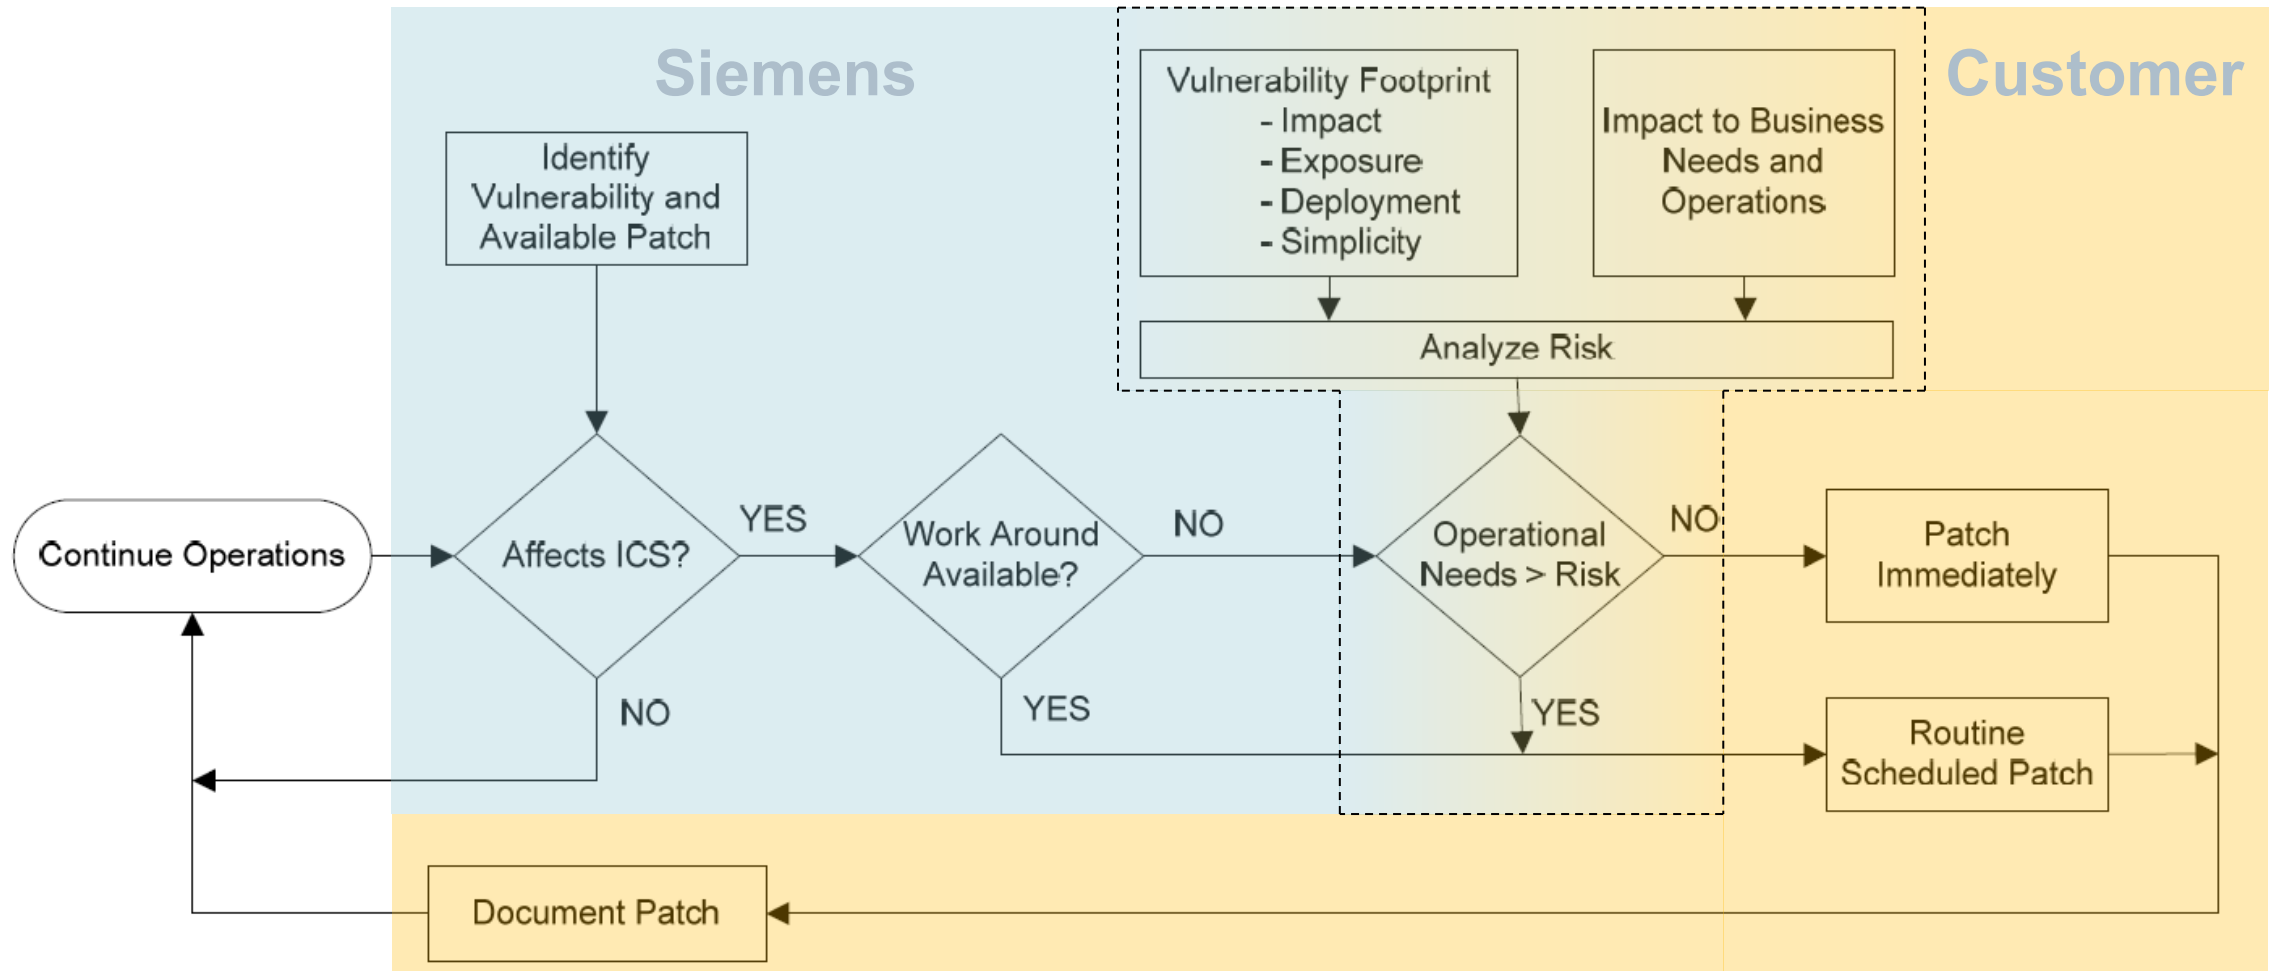 Siemens
Customer
Vulnerability Footprint
- Impact
- Exposure
- Deployment
- Simplicity
Impact to Business
Needs and
Operations
Identify
Vulnerability and
Available Patch
Analyze Risk
Continue Operations
Affects ICS?
YES
NO
Work Around
Available?
NO
YES
Operational
Needs > Risk
NO
YES
Patch
Immediately
Routine
Scheduled Patch
Document Patch